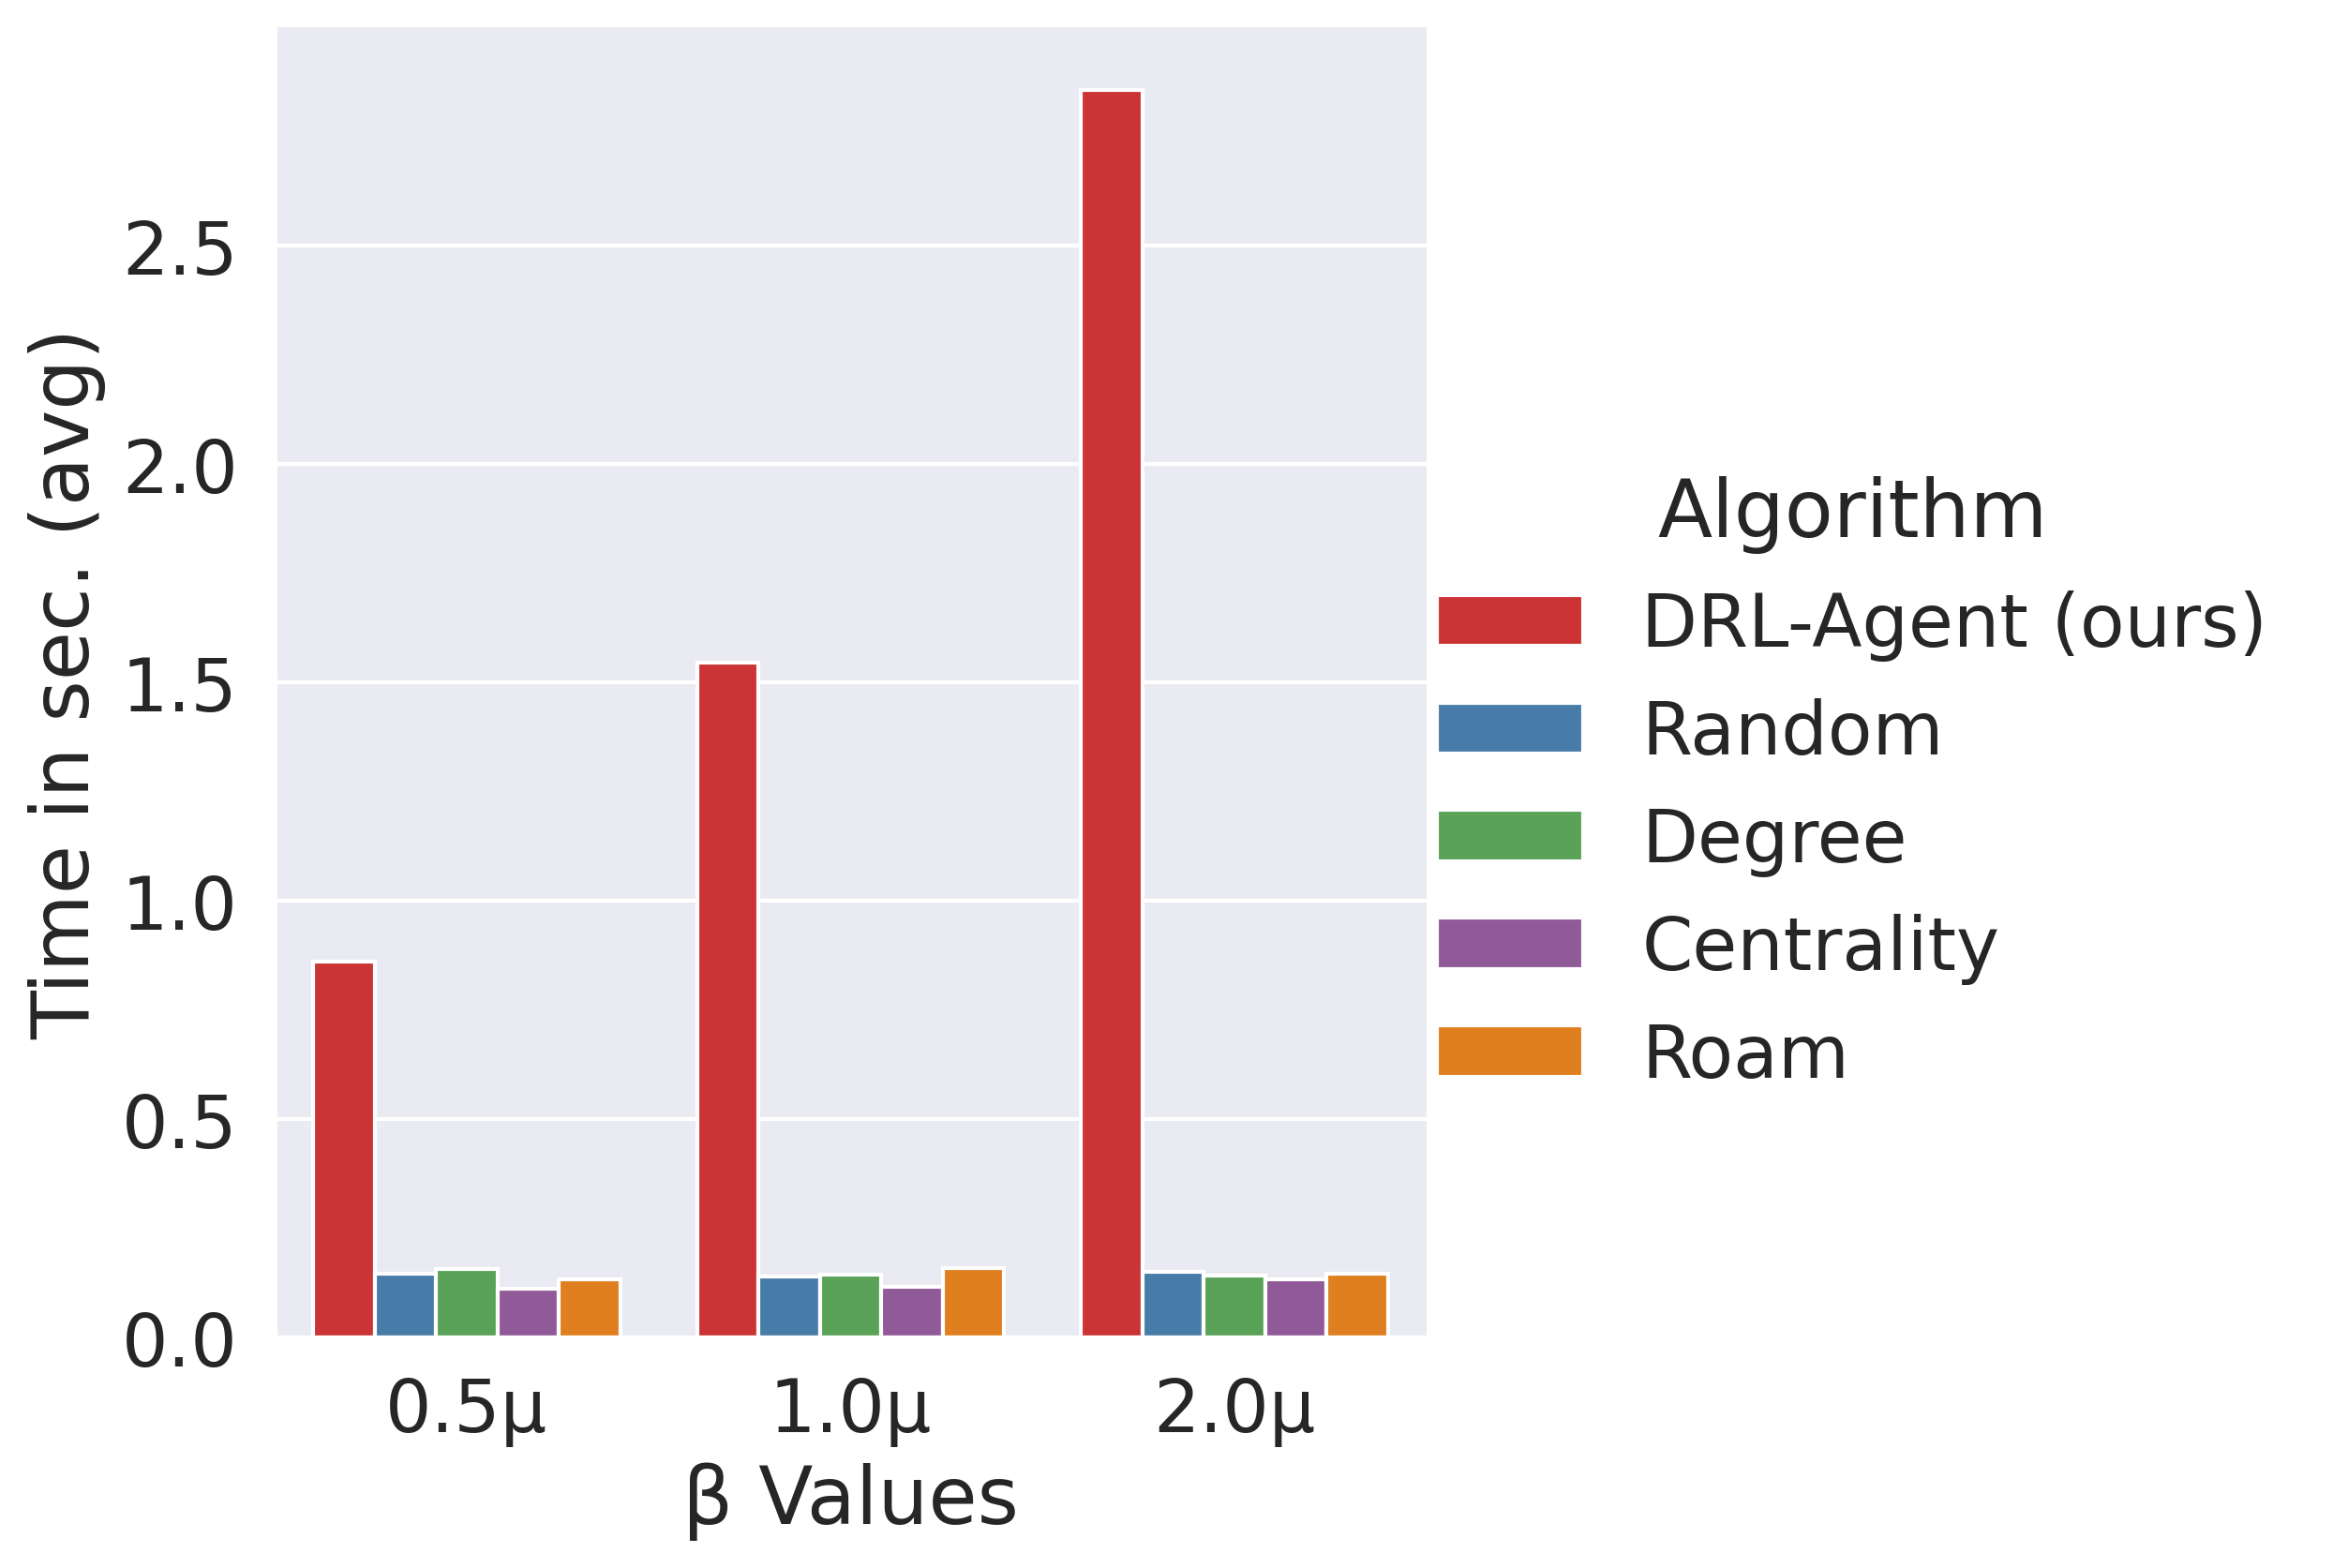 Time in sec. (avg)
2.5
2.0
1.5
1.0
0.5
0.0
0.5μ 1.0μ 2.0μ
β Values
Algorithm
DRL-Agent (ours)
Random
Degree
Centrality
Roam